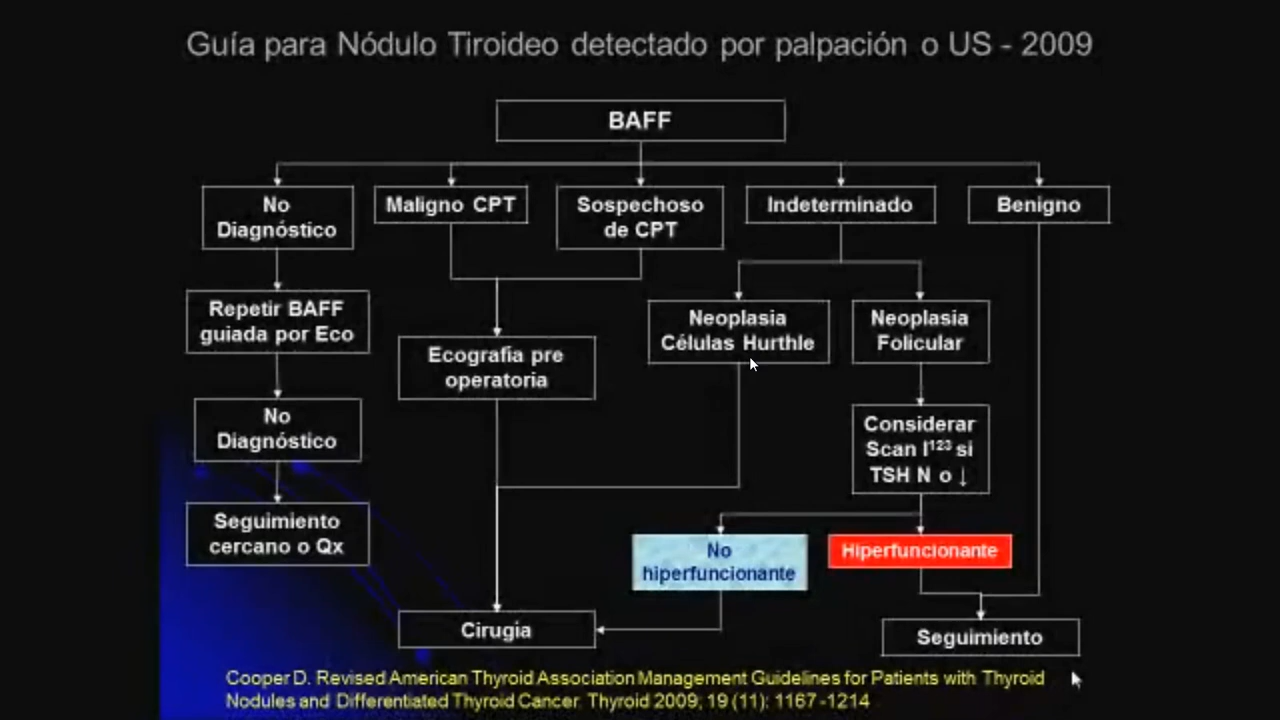 Guía para Nódulo Tiroideo detectado por palpación o US - 2009
BAFF
No
Diagnóstico
Maligno CPT
Sospechoso
de CPT
Indeterminado
Benigno
Repetir BAFF
guiada por Eco
Ecografia pre
operatoria
Neoplasia
Células Hurthle
Neoplasia
Folicular
No
Diagnóstico
Considerar
Scan I¹²³ si
TSH N o ↓
Seguimiento
cercano o Qx
No
hiperfuncionante
Hiperfuncionante
Cirugia
Seguimiento
Cooper D. Revised American Thyroid Association Management Guidelines for Patients with Thyroid
Nodules and Differentiated Thyroid Cancer. Thyroid 2009; 19 (11): 1167-1214